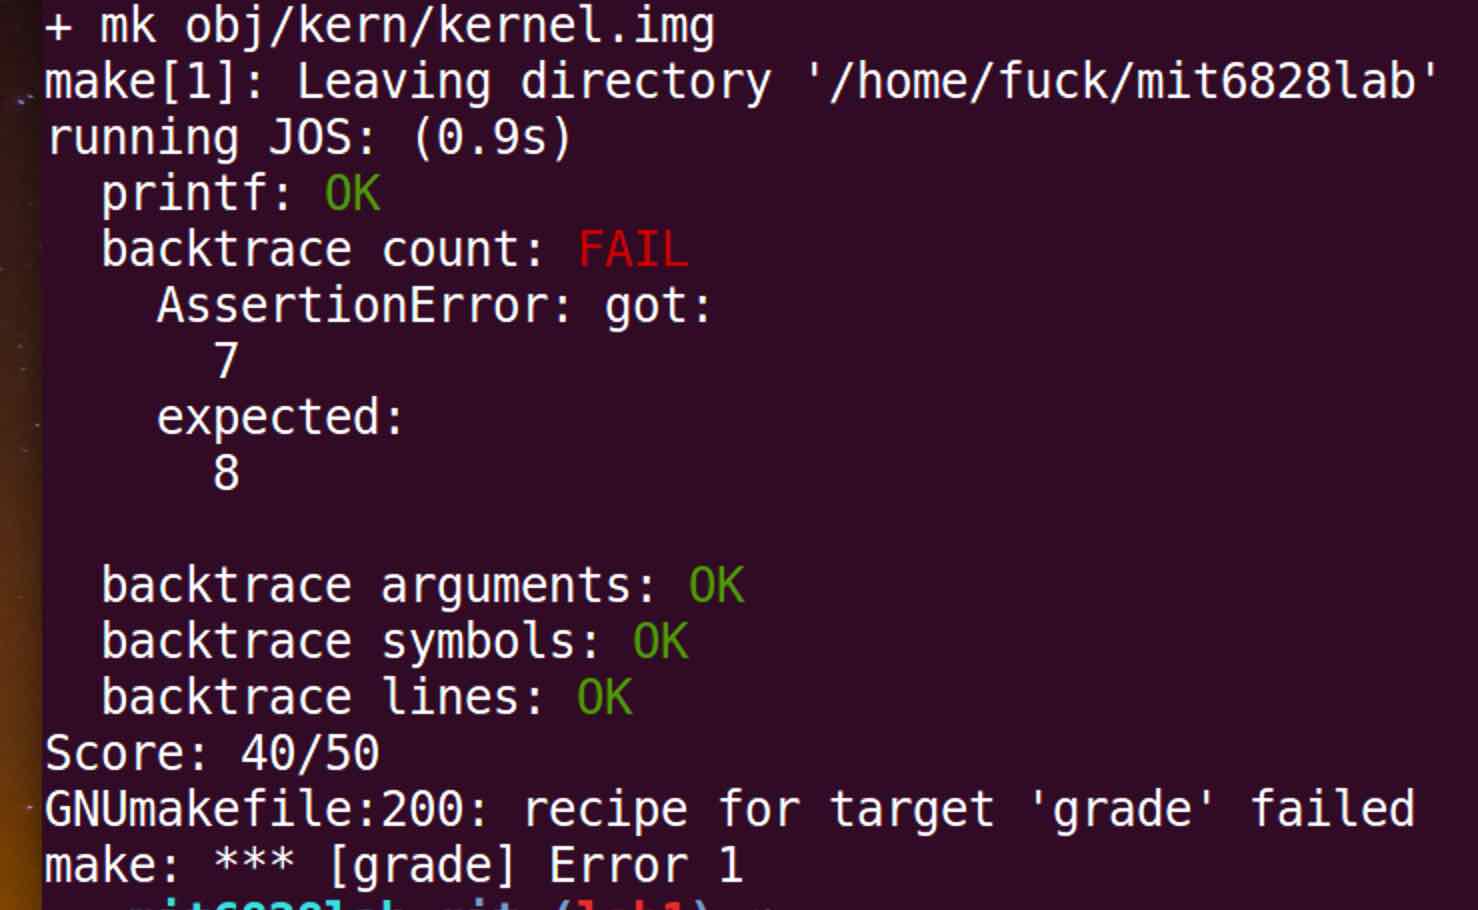 + mk obj/kern/kernel.img
make[1]: Leaving directory '/home/fuck/mit6828lab'
running JOS: (0.9s)
printf: OK
backtrace count: FAIL
AssertionError: got:
7
expected:
8
backtrace arguments: OK
backtrace symbols: OK
backtrace lines: OK
Score: 40/50
GNUmakefile:200: recipe for target 'grade' failed
make: *** [grade] Error 1